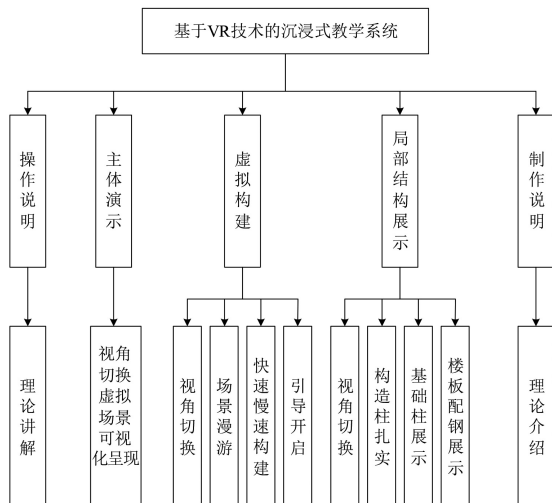 基于VR技术的沉浸式教学系统
操作说明
主体演示
虚拟构建
局部结构展示
制作说明
理论讲解
视角
切换
虚拟
场景
可视
化呈现
视角切换
场景漫游
快速慢速构建
引导开启
视角切换
构造柱扎实
基础柱展示
楼板配钢展示
理论介绍